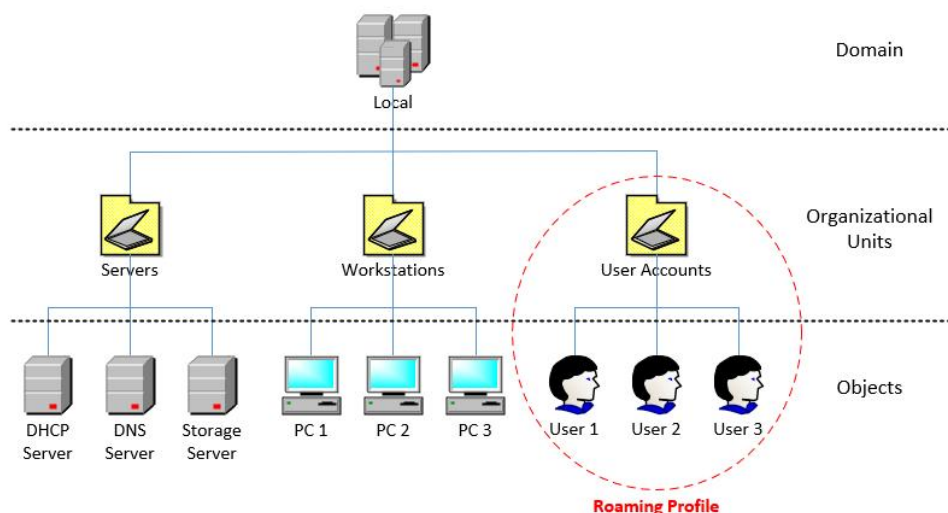 Domain
Local
Organizational
Units
Servers
Workstations
User Accounts
Objects
DHCP
Server
DNS
Server
Storage
Server
PC 1
PC 2
PC 3
User 1
User 2
User 3
Roaming Profile